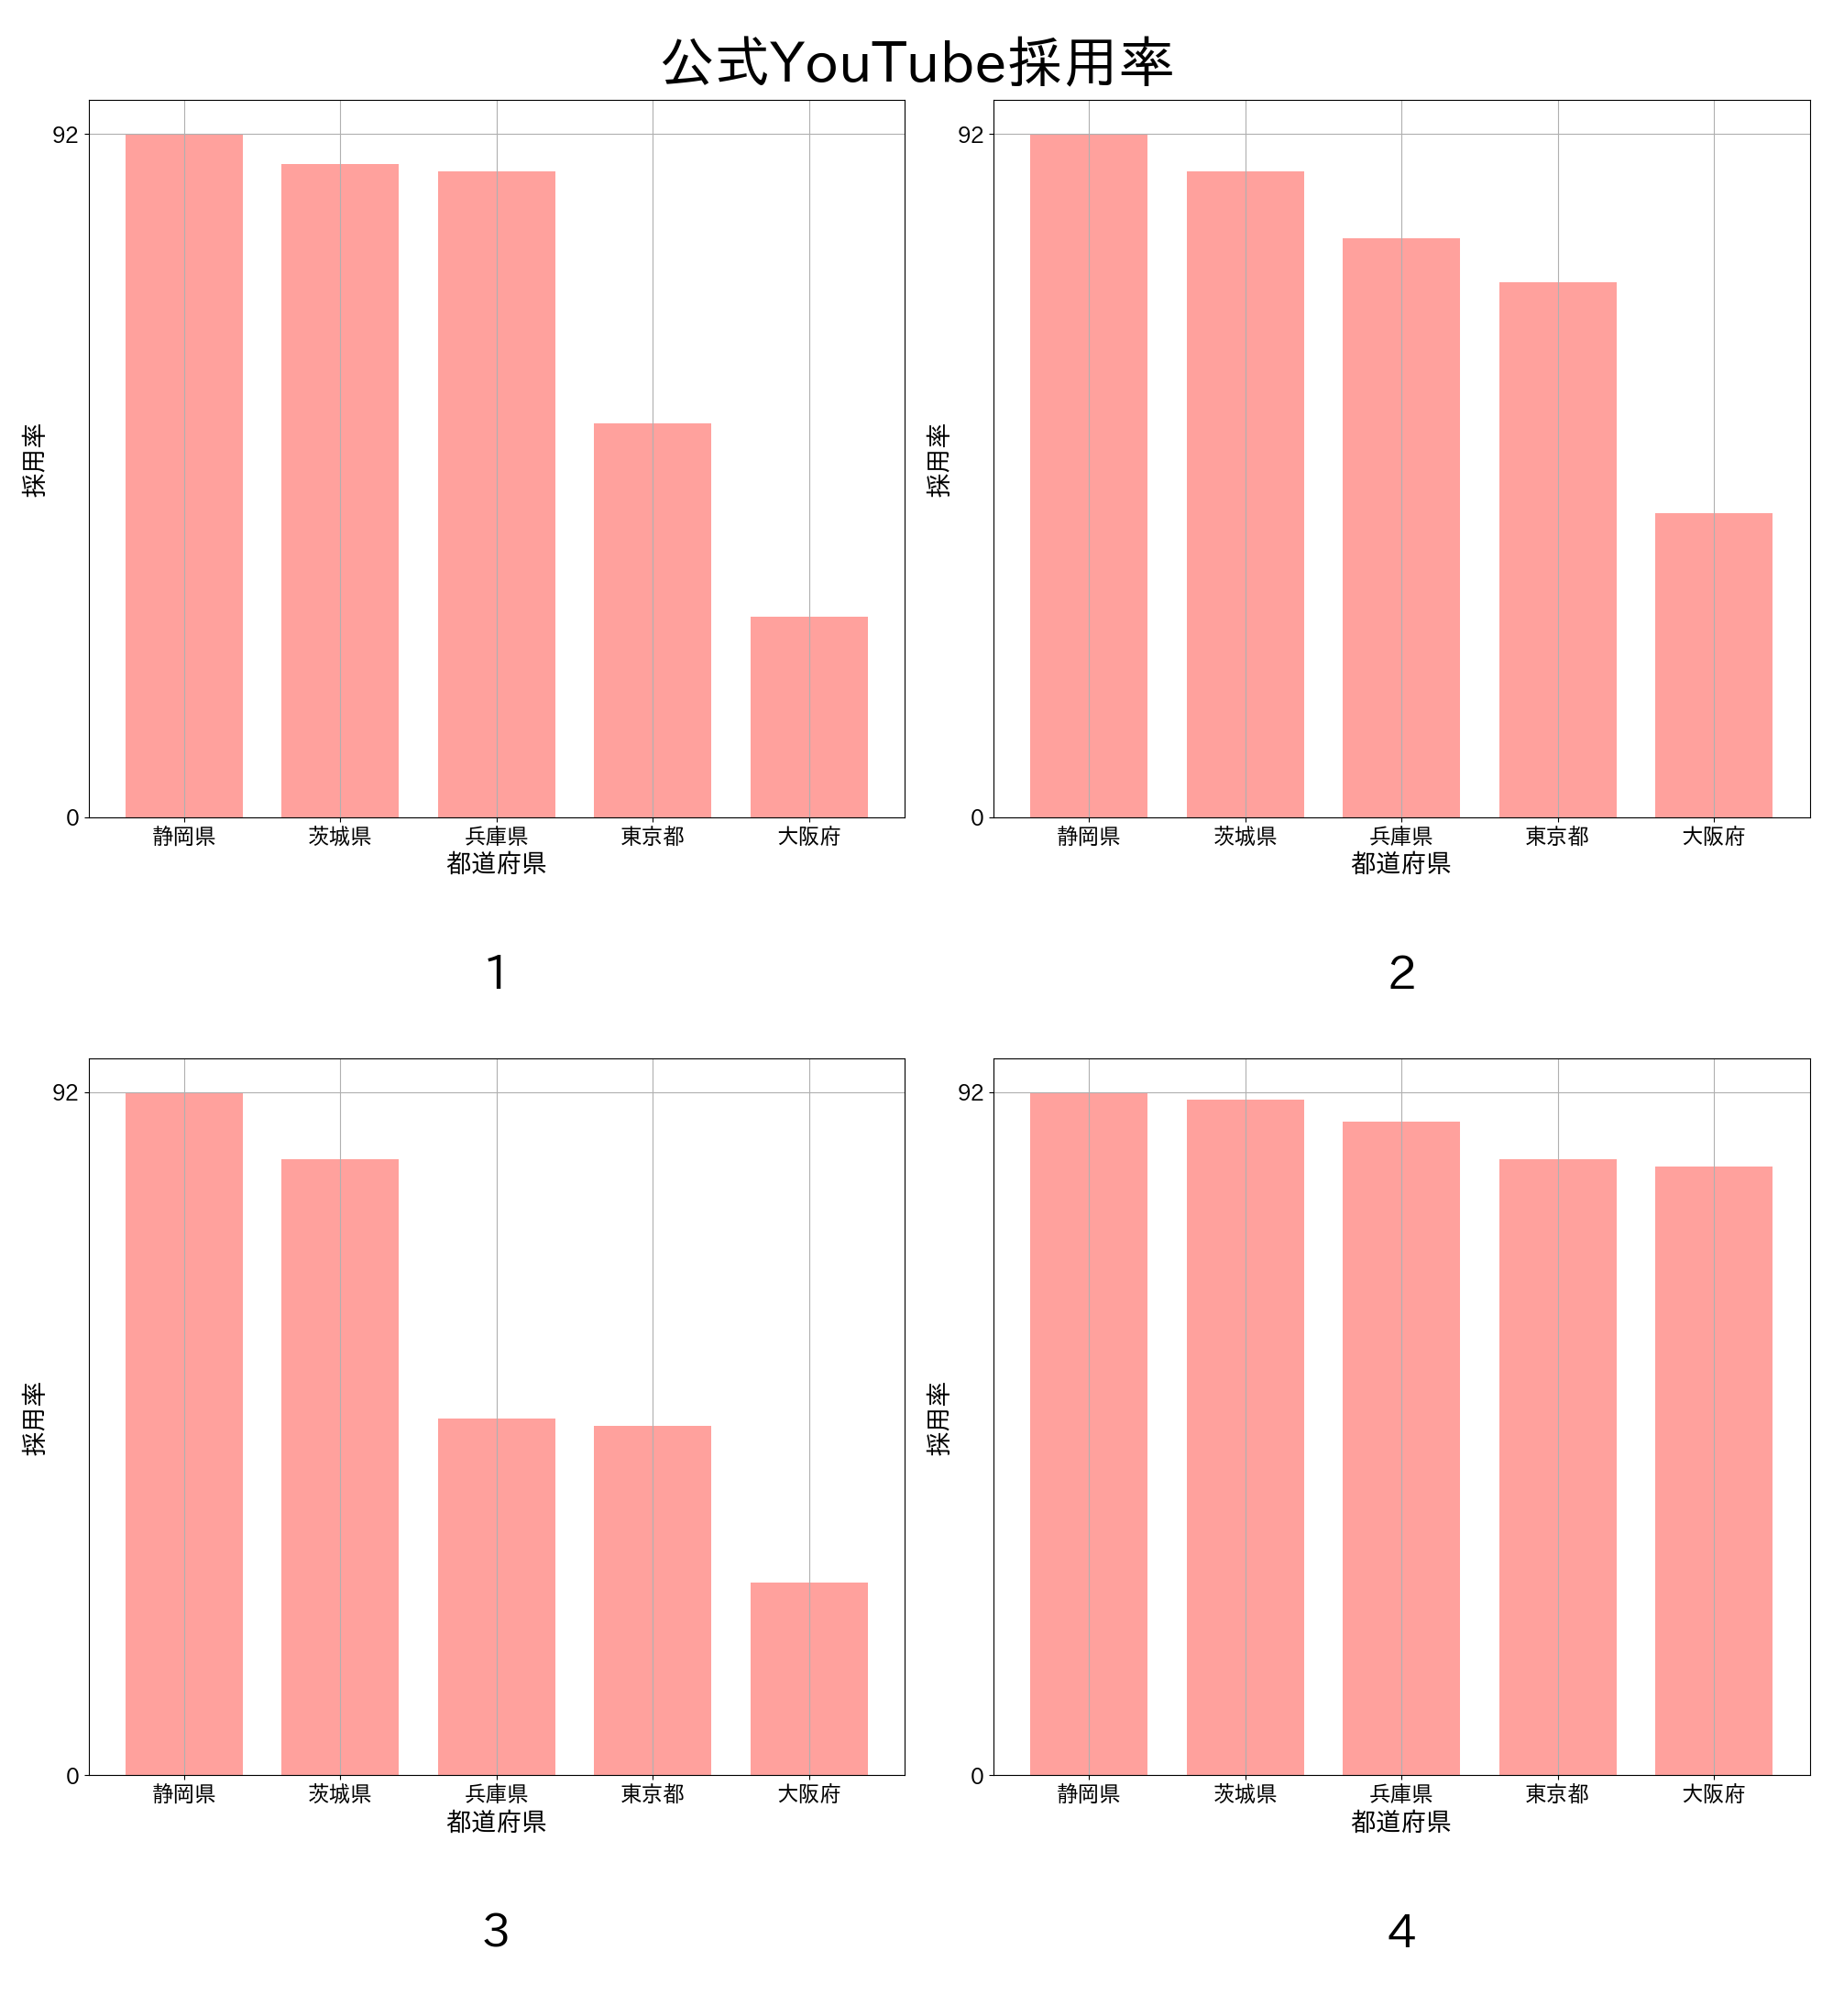 公式YouTube採用率
92
0
採用率
静岡県 茨城県 兵庫県 東京都 大阪府
都道府県
1
92
0
採用率
静岡県 茨城県 兵庫県 東京都 大阪府
都道府県
2
92
0
採用率
静岡県 茨城県 兵庫県 東京都 大阪府
都道府県
3
92
0
採用率
静岡県 茨城県 兵庫県 東京都 大阪府
都道府県
4